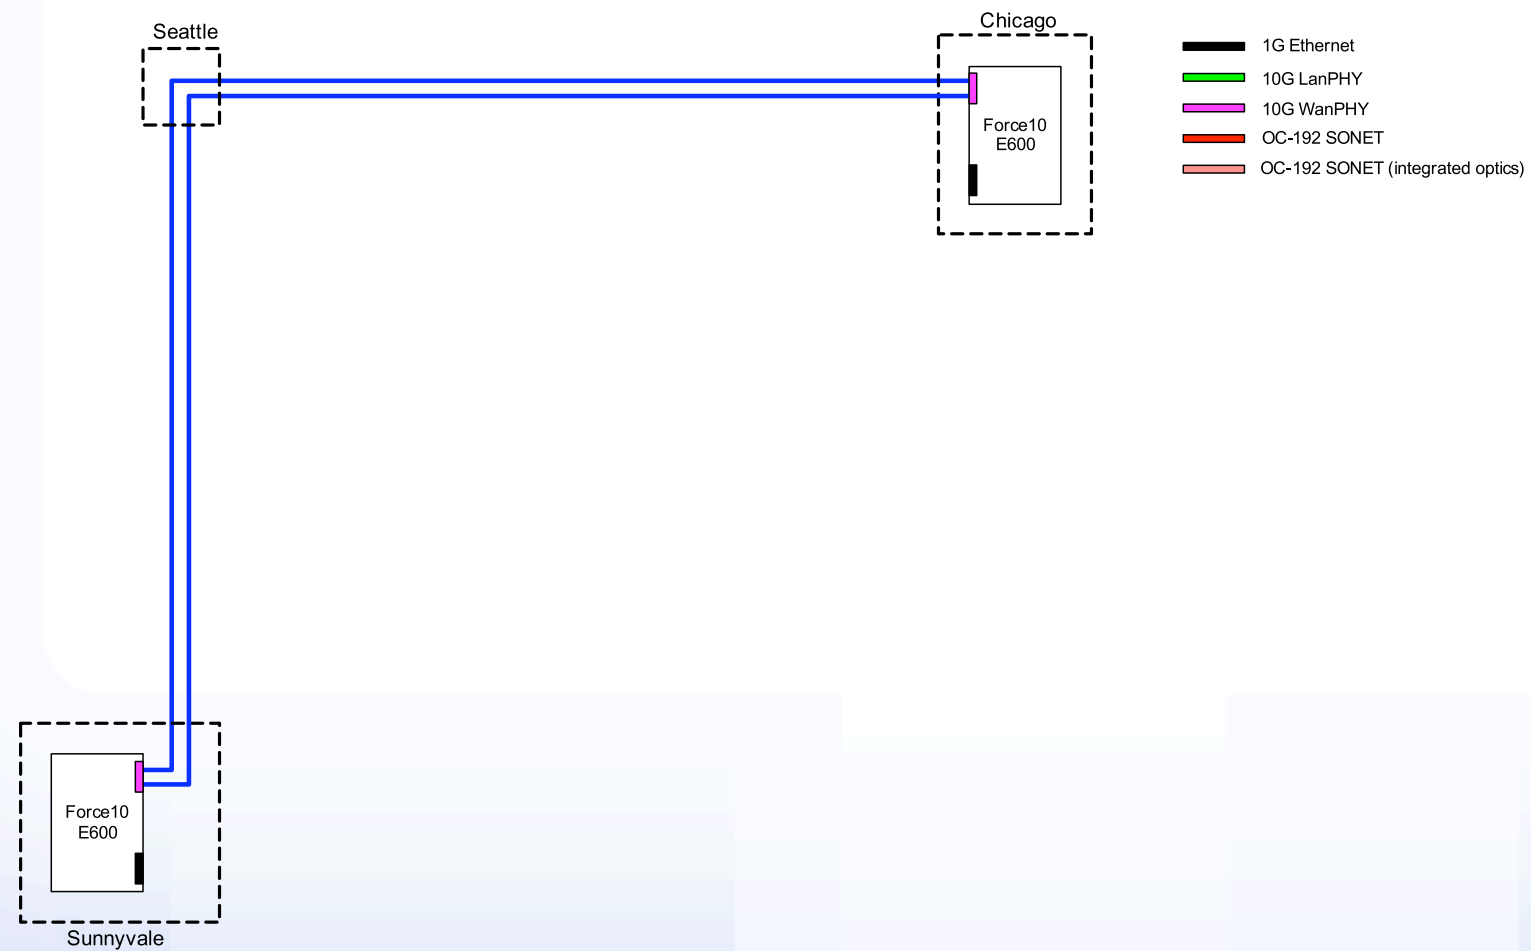 Seattle
Chicago
1G Ethernet
10G LanPHY
10G WanPHY
OC-192 SONET
OC-192 SONET (integrated optics)
Force10
E600
Force10
E600
Sunnyvale